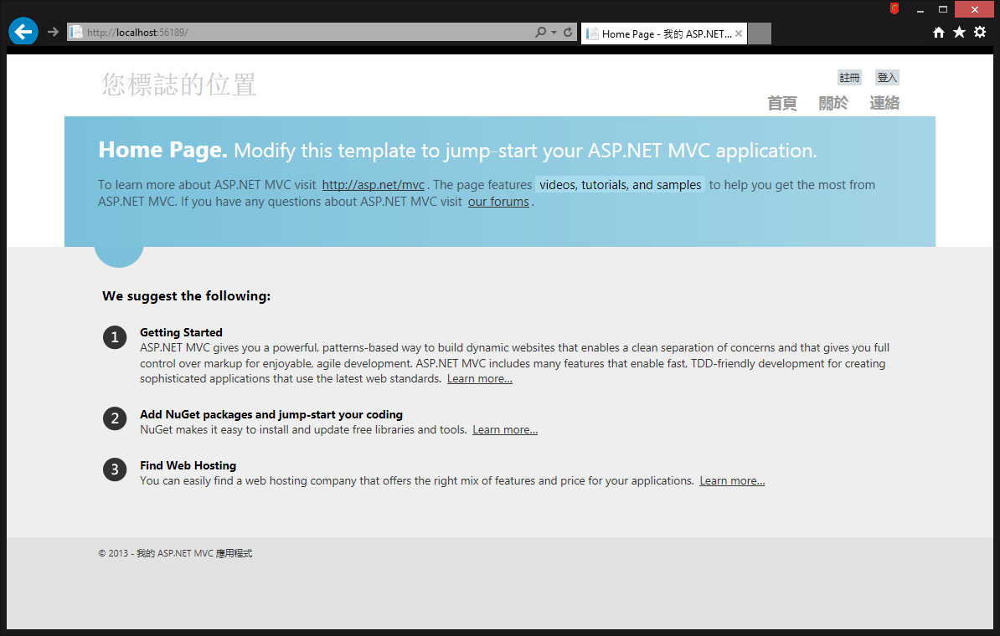 http://localhost:56189/
Home Page - 我的 ASP.NET...
您標誌的位置
註冊 登入
首頁 關於 連絡
Home Page. Modify this template to jump-start your ASP.NET MVC application.
To learn more about ASP.NET MVC visit http://asp.net/mvc. The page features videos, tutorials, and samples to help you get the most from
ASP.NET MVC. If you have any questions about ASP.NET MVC visit our forums.
We suggest the following:
1 Getting Started
ASP.NET MVC gives you a powerful, patterns-based way to build dynamic websites that enables a clean separation of concerns and that gives you full
control over markup for enjoyable, agile development. ASP.NET MVC includes many features that enable fast, TDD-friendly development for creating
sophisticated applications that use the latest web standards. Learn more...
2 Add NuGet packages and jump-start your coding
NuGet makes it easy to install and update free libraries and tools. Learn more...
3 Find Web Hosting
You can easily find a web hosting company that offers the right mix of features and price for your applications. Learn more...
© 2013 - 我的 ASP.NET MVC 應用程式